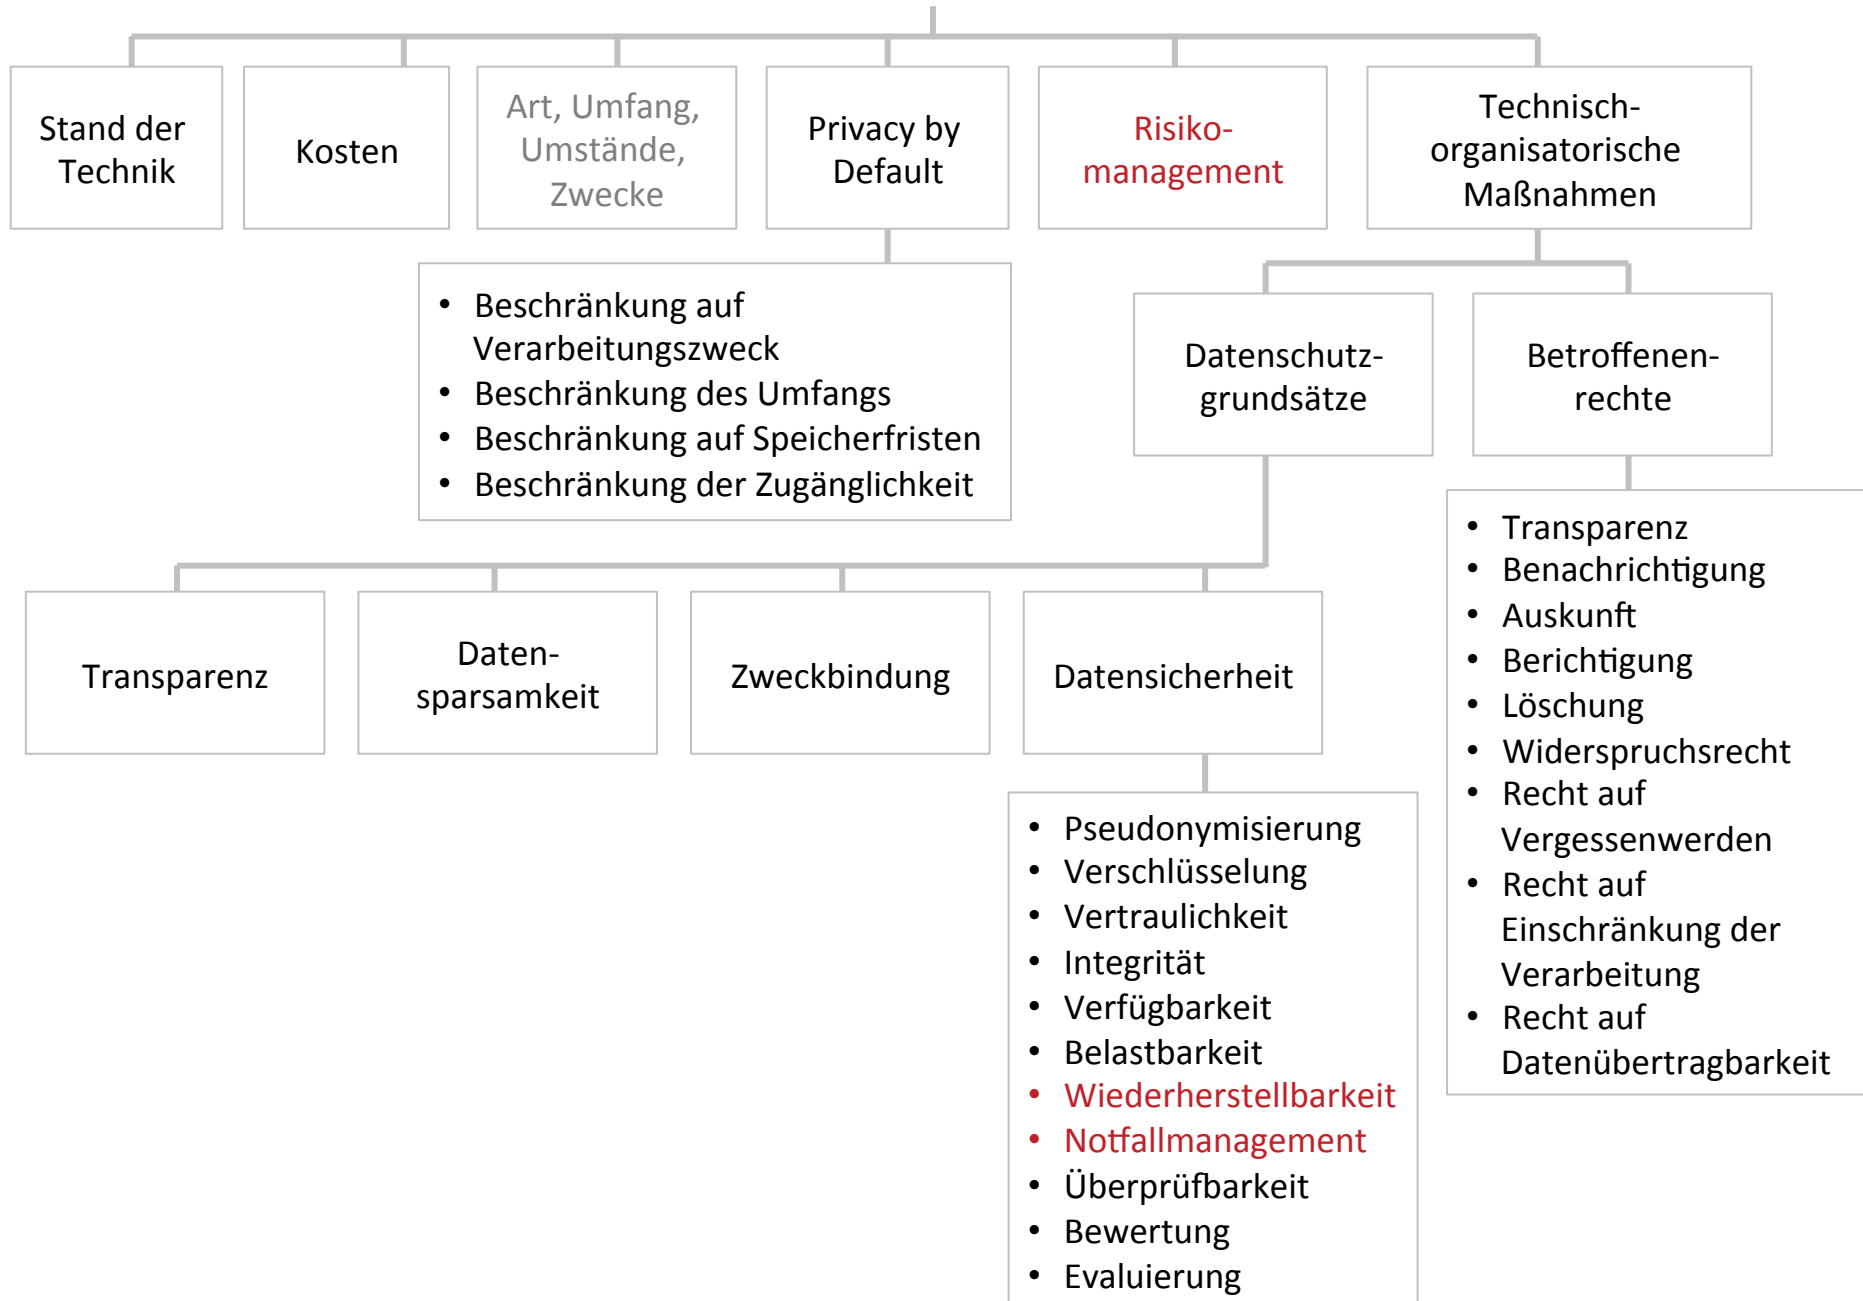 Stand der
Technik
Kosten
Art, Umfang,
Umstände,
Zwecke
Privacy by
Default
Risiko-
management
Technisch-
organisatorische
Maßnahmen
• Beschränkung auf
Verarbeitungszweck
• Beschränkung des Umfangs
• Beschränkung auf Speicherfristen
• Beschränkung der Zugänglichkeit
Datenschutz-
grundsätze
Betroffenen-
rechte
Transparenz
Daten-
sparsamkeit
Zweckbindung
Datensicherheit
• Transparenz
• Benachrichtigung
• Auskunft
• Berichtigung
• Löschung
• Widerspruchsrecht
• Recht auf
Vergessenwerden
• Recht auf
Einschränkung der
Verarbeitung
• Recht auf
Datenübertragbarkeit
• Pseudonymisierung
• Verschlüsselung
• Vertraulichkeit
• Integrität
• Verfügbarkeit
• Belastbarkeit
• Wiederherstellbarkeit
• Notfallmanagement
• Überprüfbarkeit
• Bewertung
• Evaluierung